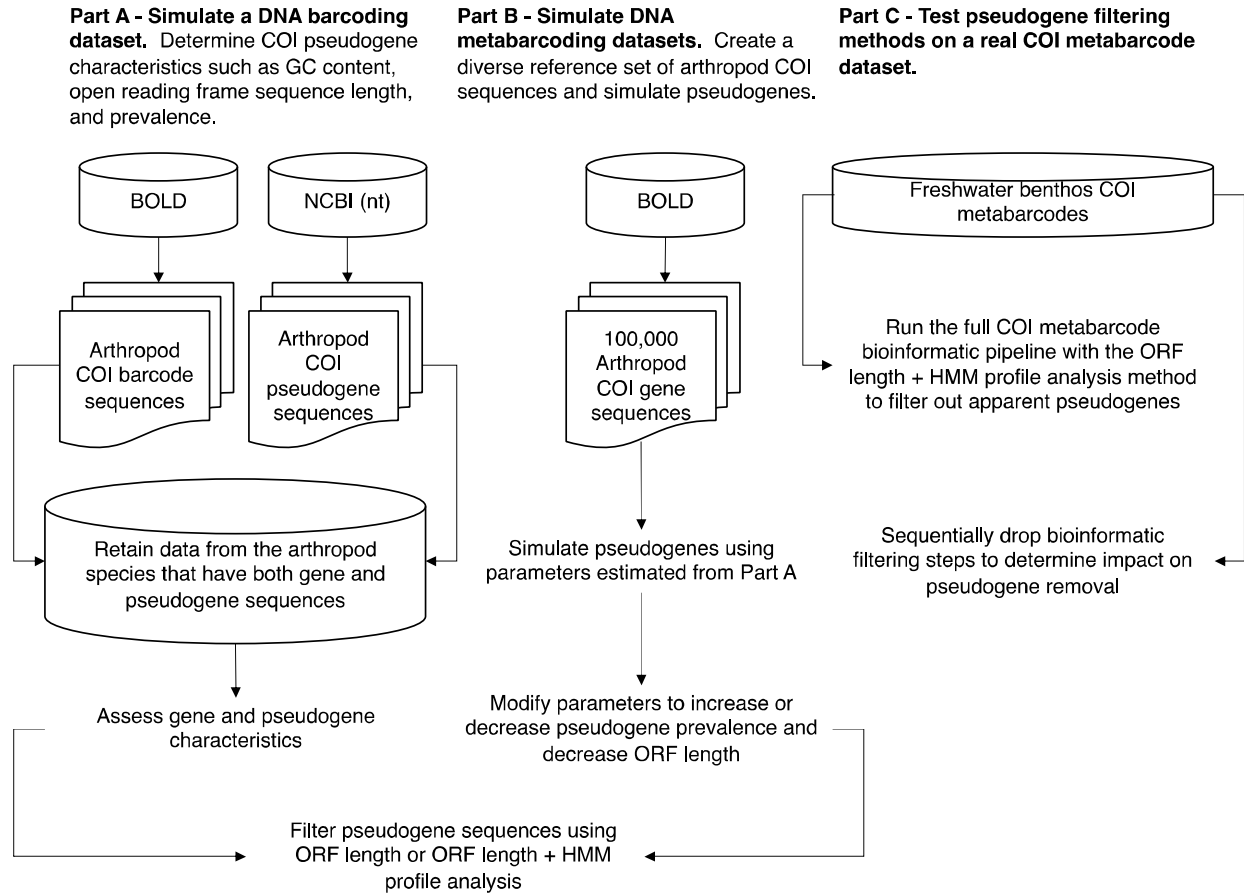 Part A - Simulate a DNA barcoding
dataset. Determine COI pseudogene
characteristics such as GC content,
open reading frame sequence length,
and prevalence.
BOLD
NCBI (nt)
Arthropod
COI barcode
sequences
Arthropod
COI
pseudogene
sequences
Retain data from the arthropod
species that have both gene and
pseudogene sequences
Assess gene and pseudogene
characteristics
Part B - Simulate DNA
metabarcoding datasets. Create a
diverse reference set of arthropod COI
sequences and simulate pseudogenes.
BOLD
100,000
Arthropod
COI gene
sequences
Simulate pseudogenes using
parameters estimated from Part A
Modify parameters to increase or
decrease pseudogene prevalence and
decrease ORF length
Filter pseudogene sequences using
ORF length or ORF length + HMM
profile analysis
Part C - Test pseudogene filtering
methods on a real COI metabarcode
dataset.
Freshwater benthos COI
metabarcodes
Run the full COI metabarcode
bioinformatic pipeline with the ORF
length + HMM profile analysis method
to filter out apparent pseudogenes
Sequentially drop bioinformatic
filtering steps to determine impact on
pseudogene removal